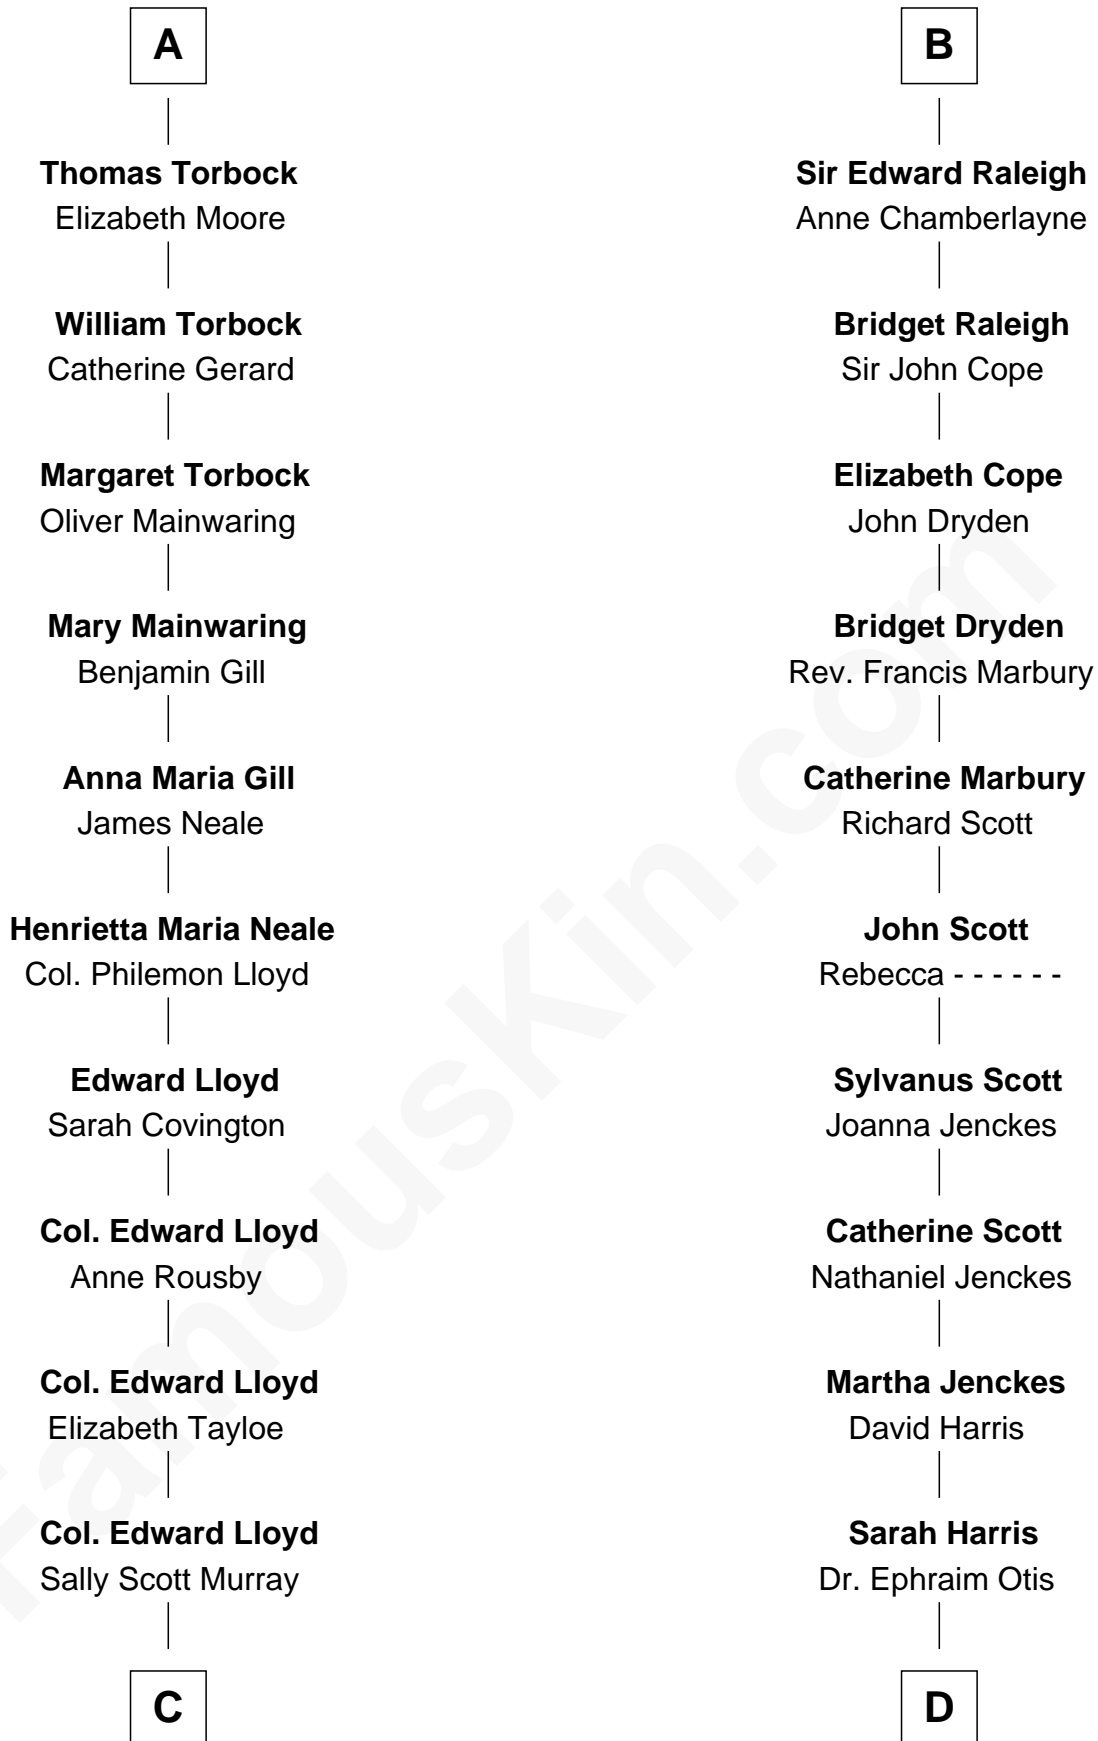 A
Thomas Torbock
Elizabeth Moore
William Torbock
Catherine Gerard
Margaret Torbock
Oliver Mainwaring
Mary Mainwaring
Benjamin Gill
Anna Maria Gill
James Neale
Henrietta Maria Neale
Col. Philemon Lloyd
Edward Lloyd
Sarah Covington
Col. Edward Lloyd
Anne Rousby
Col. Edward Lloyd
Elizabeth Tayloe
Col. Edward Lloyd
Sally Scott Murray
C
B
Sir Edward Raleigh
Anne Chamberlayne
Bridget Raleigh
Sir John Cope
Elizabeth Cope
John Dryden
Bridget Dryden
Rev. Francis Marbury
Catherine Marbury
Richard Scott
John Scott
Rebecca - - - - - -
Sylvanus Scott
Joanna Jenckes
Catherine Scott
Nathaniel Jenckes
Martha Jenckes
David Harris
Sarah Harris
Dr. Ephraim Otis
D
FamousKin.com